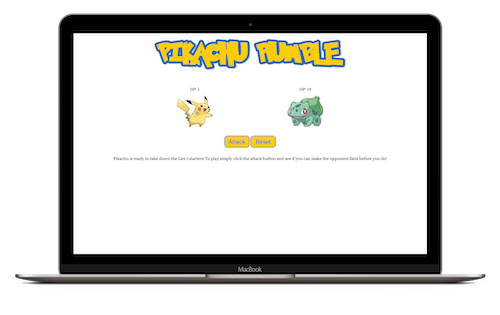 PIKACHU RUMBLE
HP: 1 HP: 19
Attack Reset
Pikachu is ready to take down the Gen I starters! To play simply click the attack button and see if you can make the opponent faint before you do!
MacBook